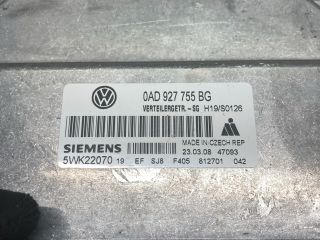 0AD 927 755 BG
VERTEILERGETR. - SG H19/S0126
MADE IN CZECH REP
SIEMENS 23.03.08 47093
5WK22070 19 EF SJ8 F405 812701 042